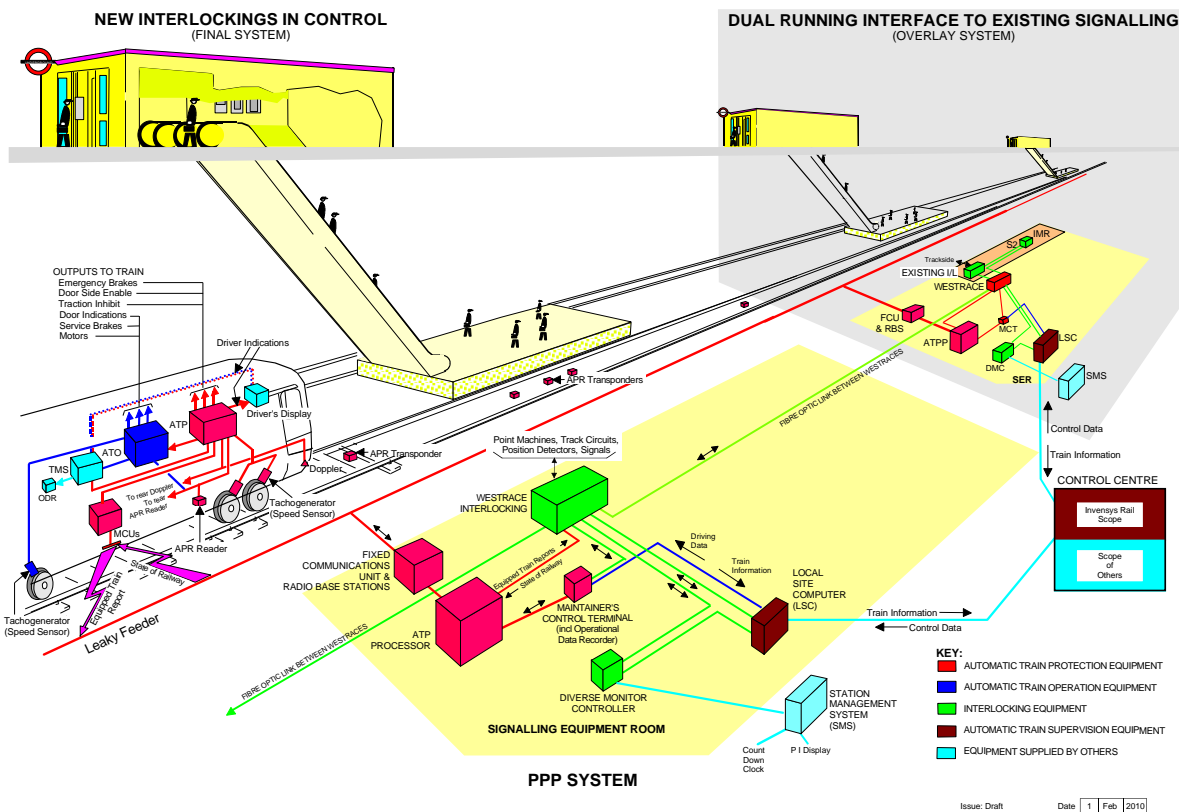 NEW INTERLOCKINGS IN CONTROL
(FINAL SYSTEM)
DUAL RUNNING INTERFACE TO EXISTING SIGNALLING
(OVERLAY SYSTEM)
OUTPUTS TO TRAIN
Emergency Brakes
Door Side Enable
Traction Inhibit
Door Indications
Service Brakes
Motors
Driver Indications
Driver's Display
ATP
ATO
TMS
ODR
MCUs
To rear Doppler
To rear
APR Reader
APR Reader
Doppler
Tachogenerator
(Speed Sensor)
Tachogenerator
(Speed Sensor)
State of Railway
Equipped Train
Report
Leaky Feeder
APR Transponder
APR Transponders
IMR
S2
Trackside
EXISTING I/L
WESTRACE
FCU
& RBS
MCT
ATPP
LSC
DMC
SER
SMS
FIBRE OPTIC LINK BETWEEN WESTRACES
Control Data
Train Information
CONTROL CENTRE
Invensys Rail
Scope
Scope
of
Others
Point Machines, Track Circuits,
Position Detectors, Signals
WESTRACE
INTERLOCKING
FIXED
COMMUNICATIONS
UNIT &
RADIO BASE STATIONS
Equipped Train Reports
State of Railway
ATP
PROCESSOR
MAINTAINER'S
CONTROL TERMINAL
(incl Operational
Data Recorder)
Driving
Data
Train
Information
LOCAL
SITE
COMPUTER
(LSC)
Train Information
Control Data
FIBRE OPTIC LINK BETWEEN WESTRACES
DIVERSE MONITOR
CONTROLLER
STATION
MANAGEMENT
SYSTEM
(SMS)
SIGNALLING EQUIPMENT ROOM
Count
Down
Clock
P I Display
PPP SYSTEM
KEY:
AUTOMATIC TRAIN PROTECTION EQUIPMENT
AUTOMATIC TRAIN OPERATION EQUIPMENT
INTERLOCKING EQUIPMENT
AUTOMATIC TRAIN SUPERVISION EQUIPMENT
EQUIPMENT SUPPLIED BY OTHERS
Issue: Draft Date 1 Feb 2010